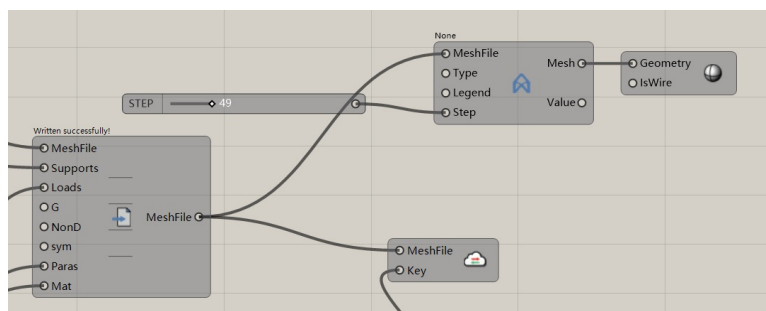 None
MeshFile
Type
Legend
Step
Mesh
Value
Geometry
IsWire
STEP 49
Written successfully!
MeshFile
Supports
Loads
G
NonD
sym
Paras
Mat
MeshFile
MeshFile
Key